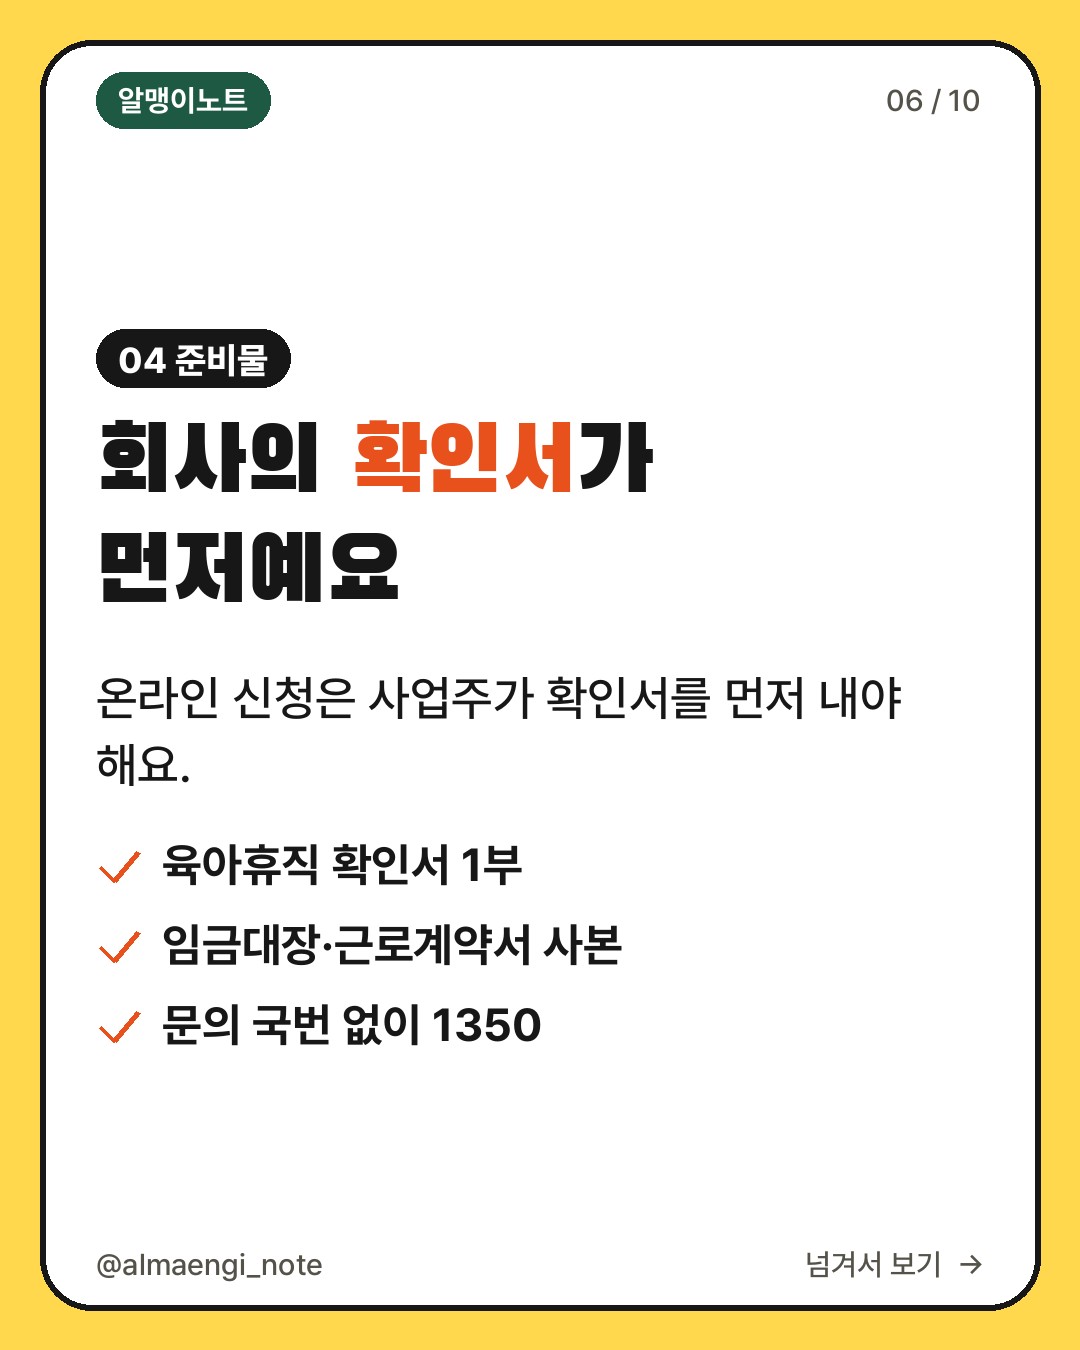 알맹이노트
06 / 10
04 준비물
회사의 확인서가
먼저예요
온라인 신청은 사업주가 확인서를 먼저 내야
해요.
육아휴직 확인서 1부
임금대장·근로계약서 사본
문의 국번 없이 1350
@almaengi_note
넘겨서 보기 →